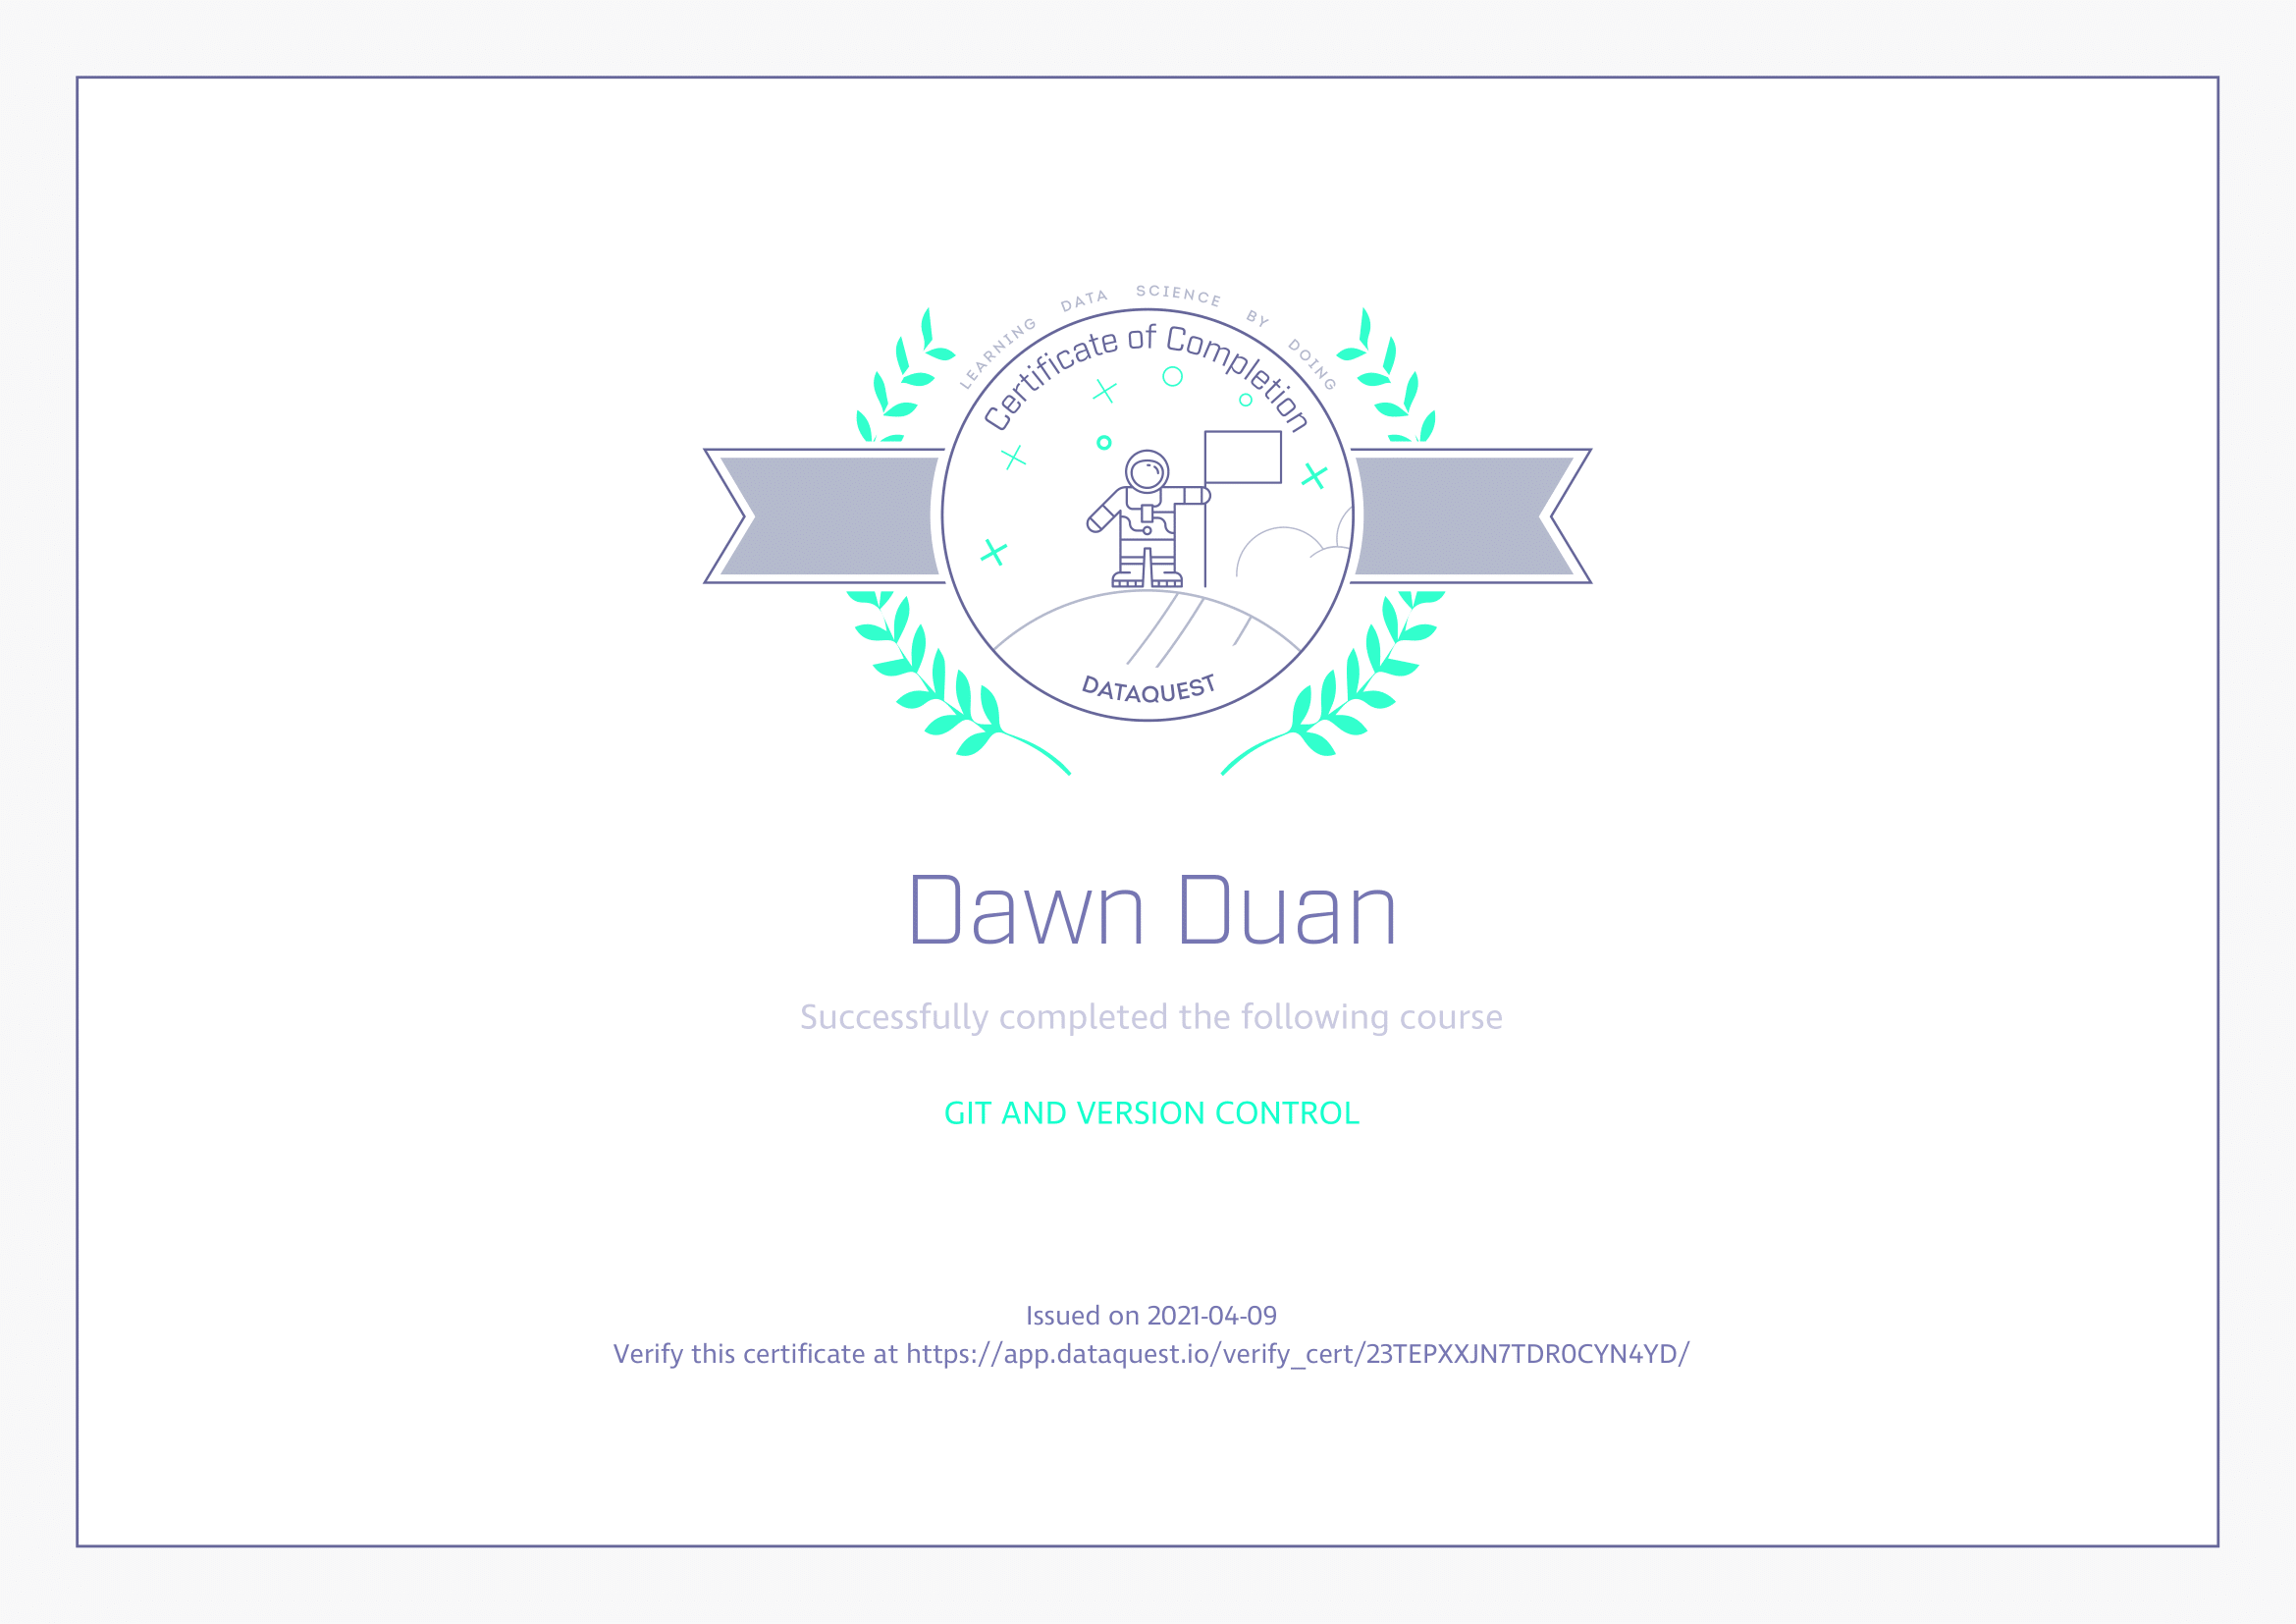 LEARNING DATA SCIENCE BY DOING
Certificate of Completion
DATAQUEST
Dawn Duan
Successfully completed the following course
GIT AND VERSION CONTROL
Issued on 2021-04-09
Verify this certificate at https://app.dataquest.io/verify_cert/23TEPXXJN7TDR0CYN4YD/